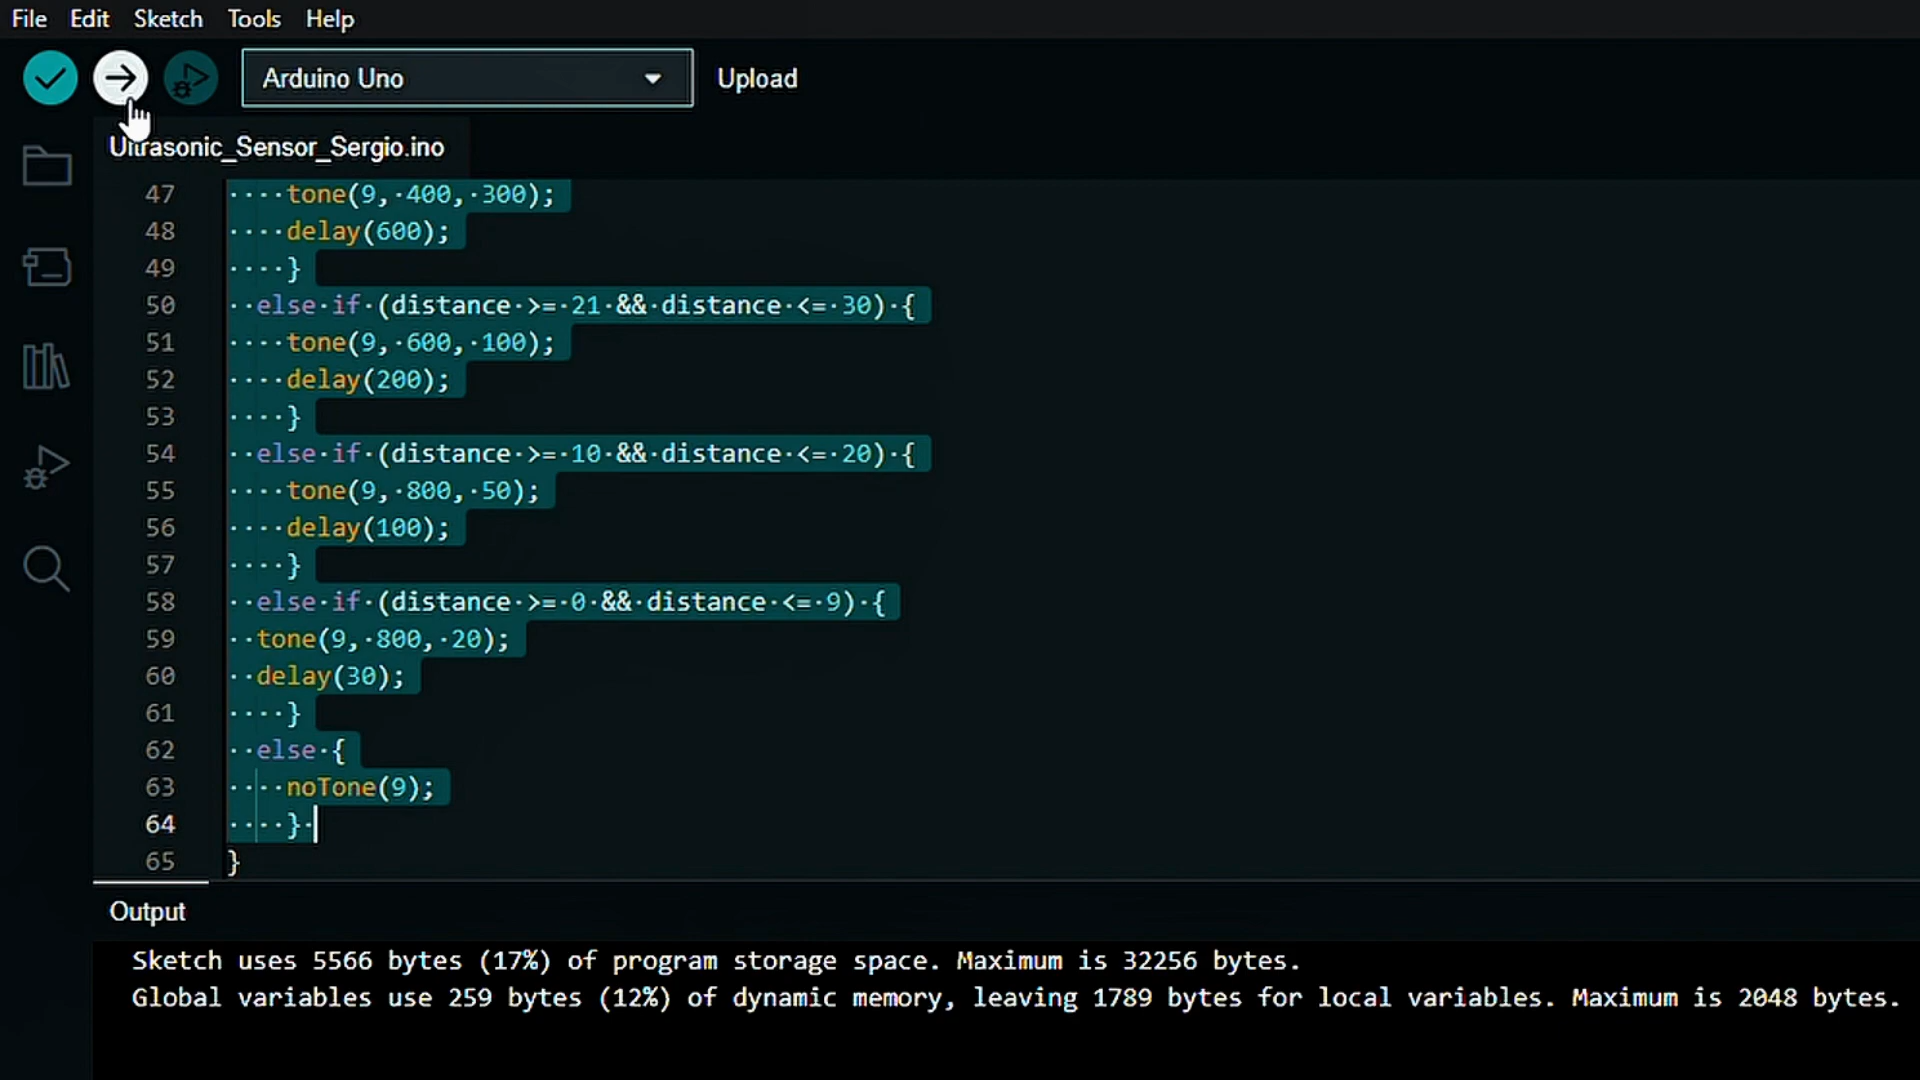 File Edit Sketch Tools Help
Arduino Uno
Upload
Ultrasonic_Sensor_Sergio.ino
47 ····tone(9,·400,·300);
48 ····delay(600);
49 ····}
50 ··else·if·(distance·>=·21·&&·distance·<=·30)·{
51 ····tone(9,·600,·100);
52 ····delay(200);
53 ····}
54 ··else·if·(distance·>=·10·&&·distance·<=·20)·{
55 ····tone(9,·800,·50);
56 ····delay(100);
57 ····}
58 ··else·if·(distance·>=·0·&&·distance·<=·9)·{
59 ··tone(9,·800,·20);
60 ··delay(30);
61 ····}
62 ··else·{
63 ····noTone(9);
64 ····}·
65 }
Output
Sketch uses 5566 bytes (17%) of program storage space. Maximum is 32256 bytes.
Global variables use 259 bytes (12%) of dynamic memory, leaving 1789 bytes for local variables. Maximum is 2048 bytes.